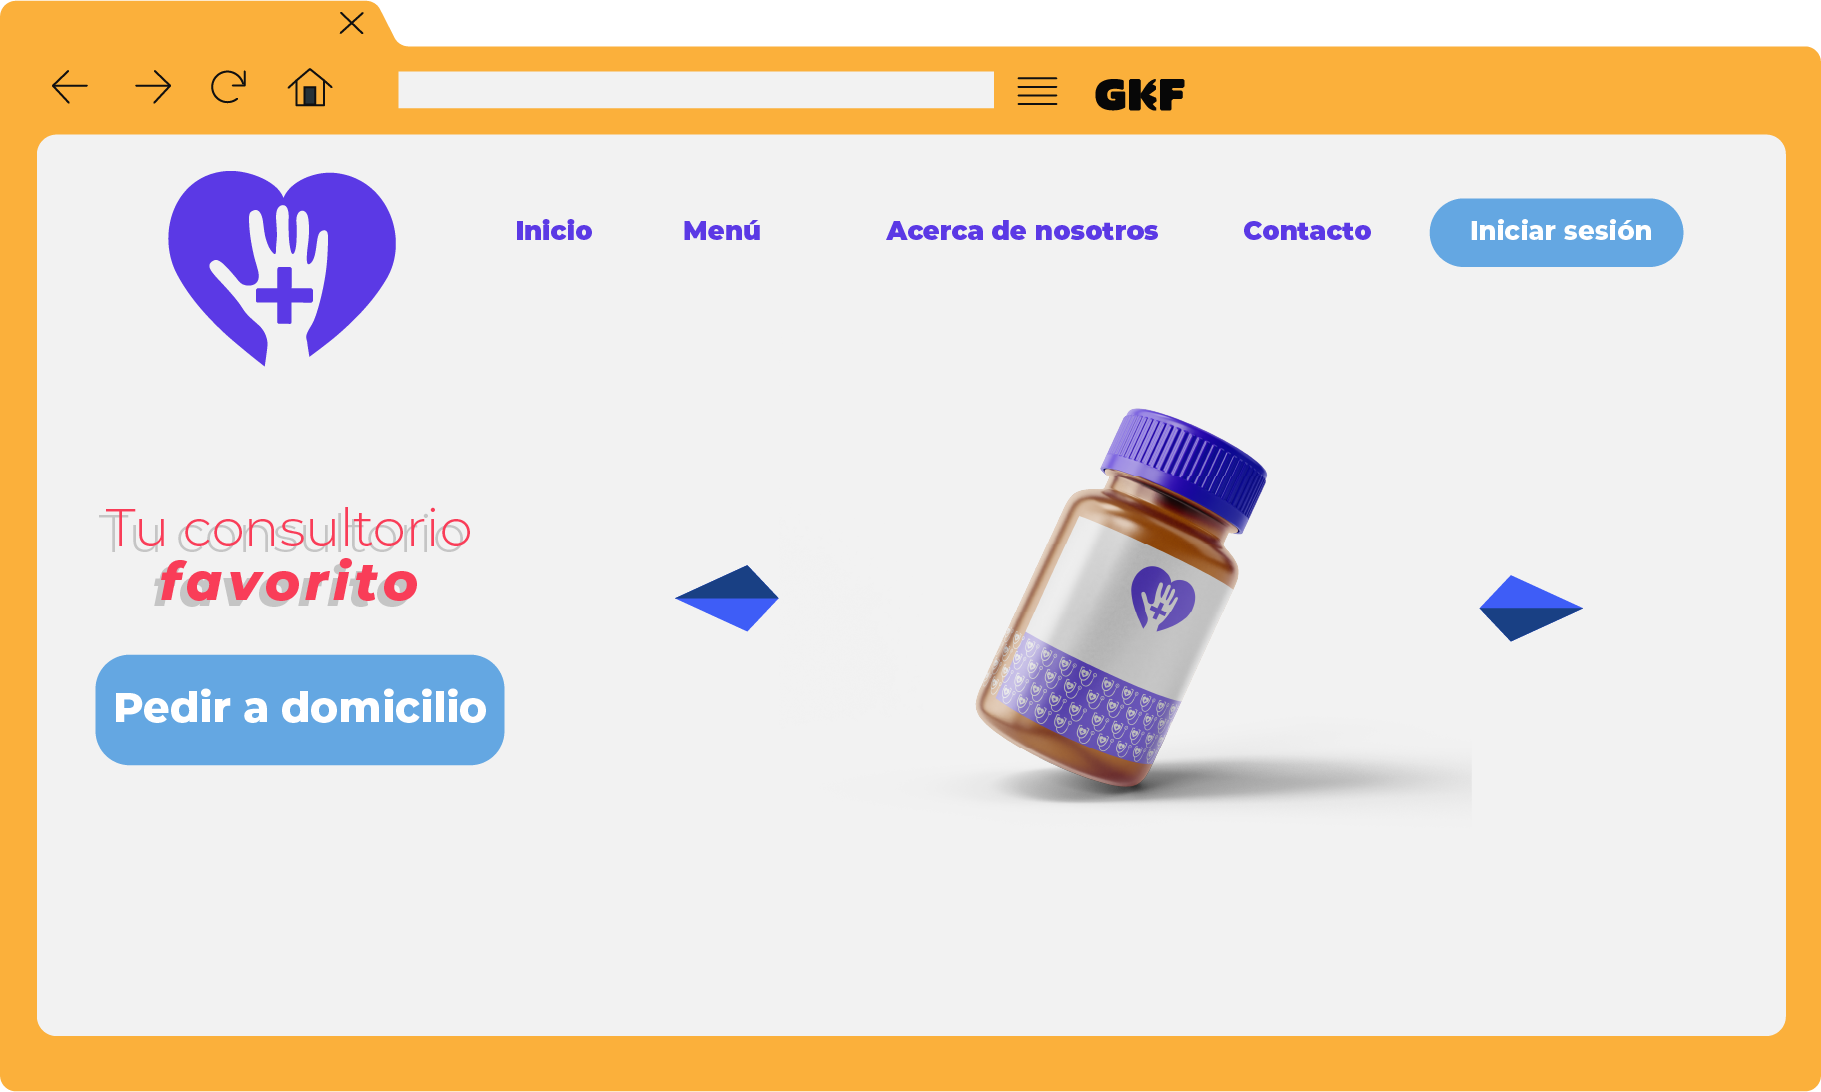 GKF
Inicio
Menú
Acerca de nosotros
Contacto
Iniciar sesión
Tu consultorio
favorito
Pedir a domicilio